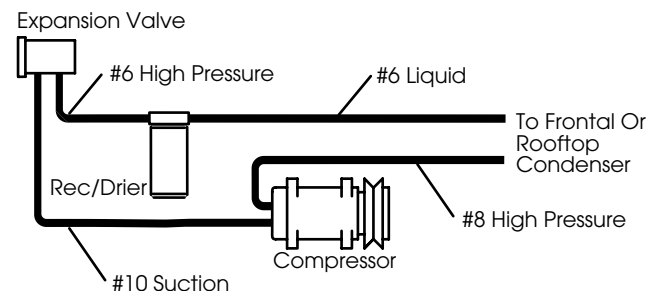 Expansion Valve
#6 High Pressure
#6 Liquid
To Frontal Or
Rooftop
Condenser
Rec/Drier
#8 High Pressure
Compressor
#10 Suction